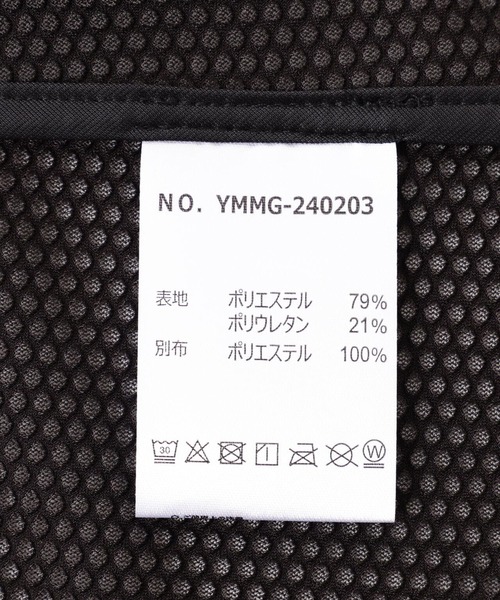 NO. YMMG-240203
表地 ポリエステル 79%
ポリウレタン 21%
別布 ポリエステル 100%
30 W